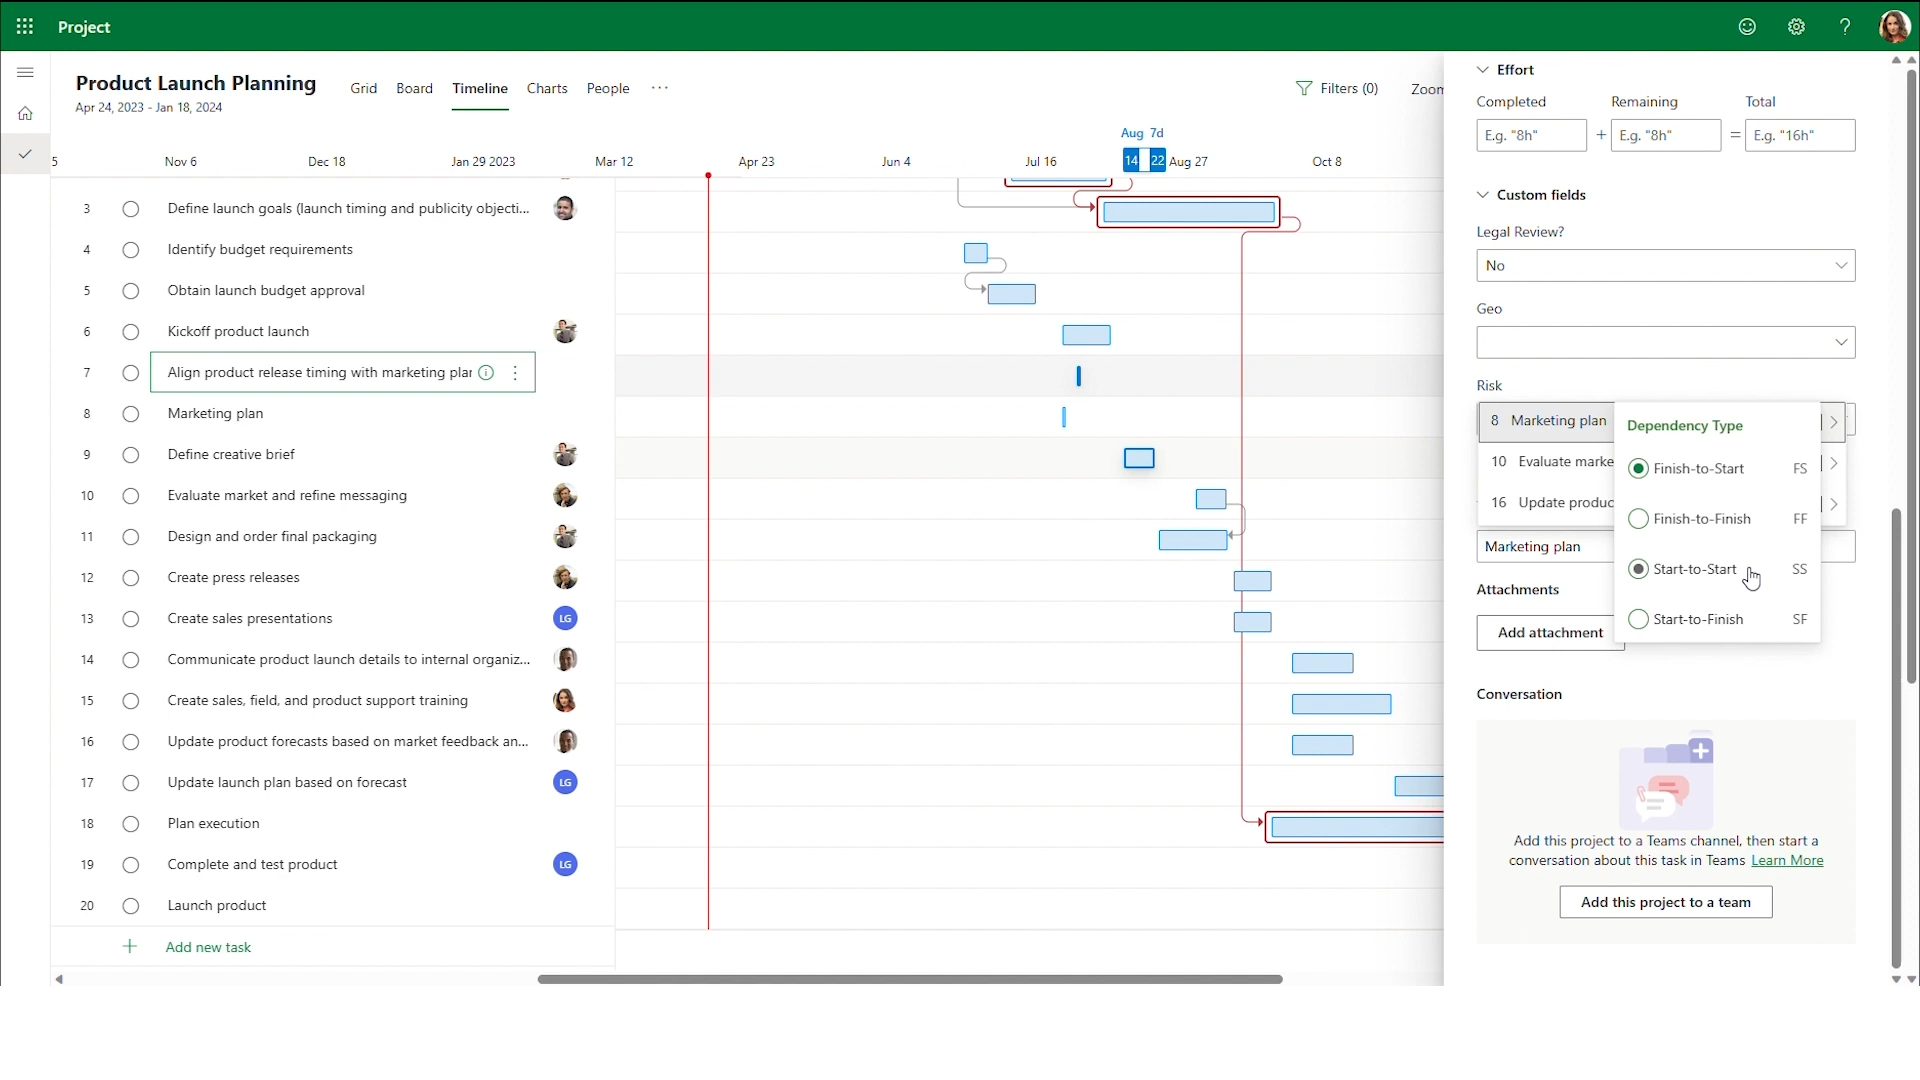 Project
Product Launch Planning
Apr 24, 2023 - Jan 18, 2024
Grid Board Timeline Charts People ···
Filters (0)
Zoom
Aug 7d
5 Nov 6 Dec 18 Jan 29 2023 Mar 12 Apr 23 Jun 4 Jul 16 14 22 Aug 27 Oct 8
3 Define launch goals (launch timing and publicity objecti...
4 Identify budget requirements
5 Obtain launch budget approval
6 Kickoff product launch
7 Align product release timing with marketing plan
8 Marketing plan
9 Define creative brief
10 Evaluate market and refine messaging
11 Design and order final packaging
12 Create press releases
13 Create sales presentations LG
14 Communicate product launch details to internal organiz...
15 Create sales, field, and product support training
16 Update product forecasts based on market feedback an...
17 Update launch plan based on forecast LG
18 Plan execution
19 Complete and test product LG
20 Launch product
Add new task
Effort
Completed Remaining Total
E.g. "8h" + E.g. "8h" = E.g. "16h"
Custom fields
Legal Review?
No
Geo
Risk
8 Marketing plan
10 Evaluate marke
16 Update produc
Dependency Type
Finish-to-Start FS
Finish-to-Finish FF
Start-to-Start SS
Start-to-Finish SF
Marketing plan
Attachments
Add attachment
Conversation
Add this project to a Teams channel, then start a
conversation about this task in Teams Learn More
Add this project to a team